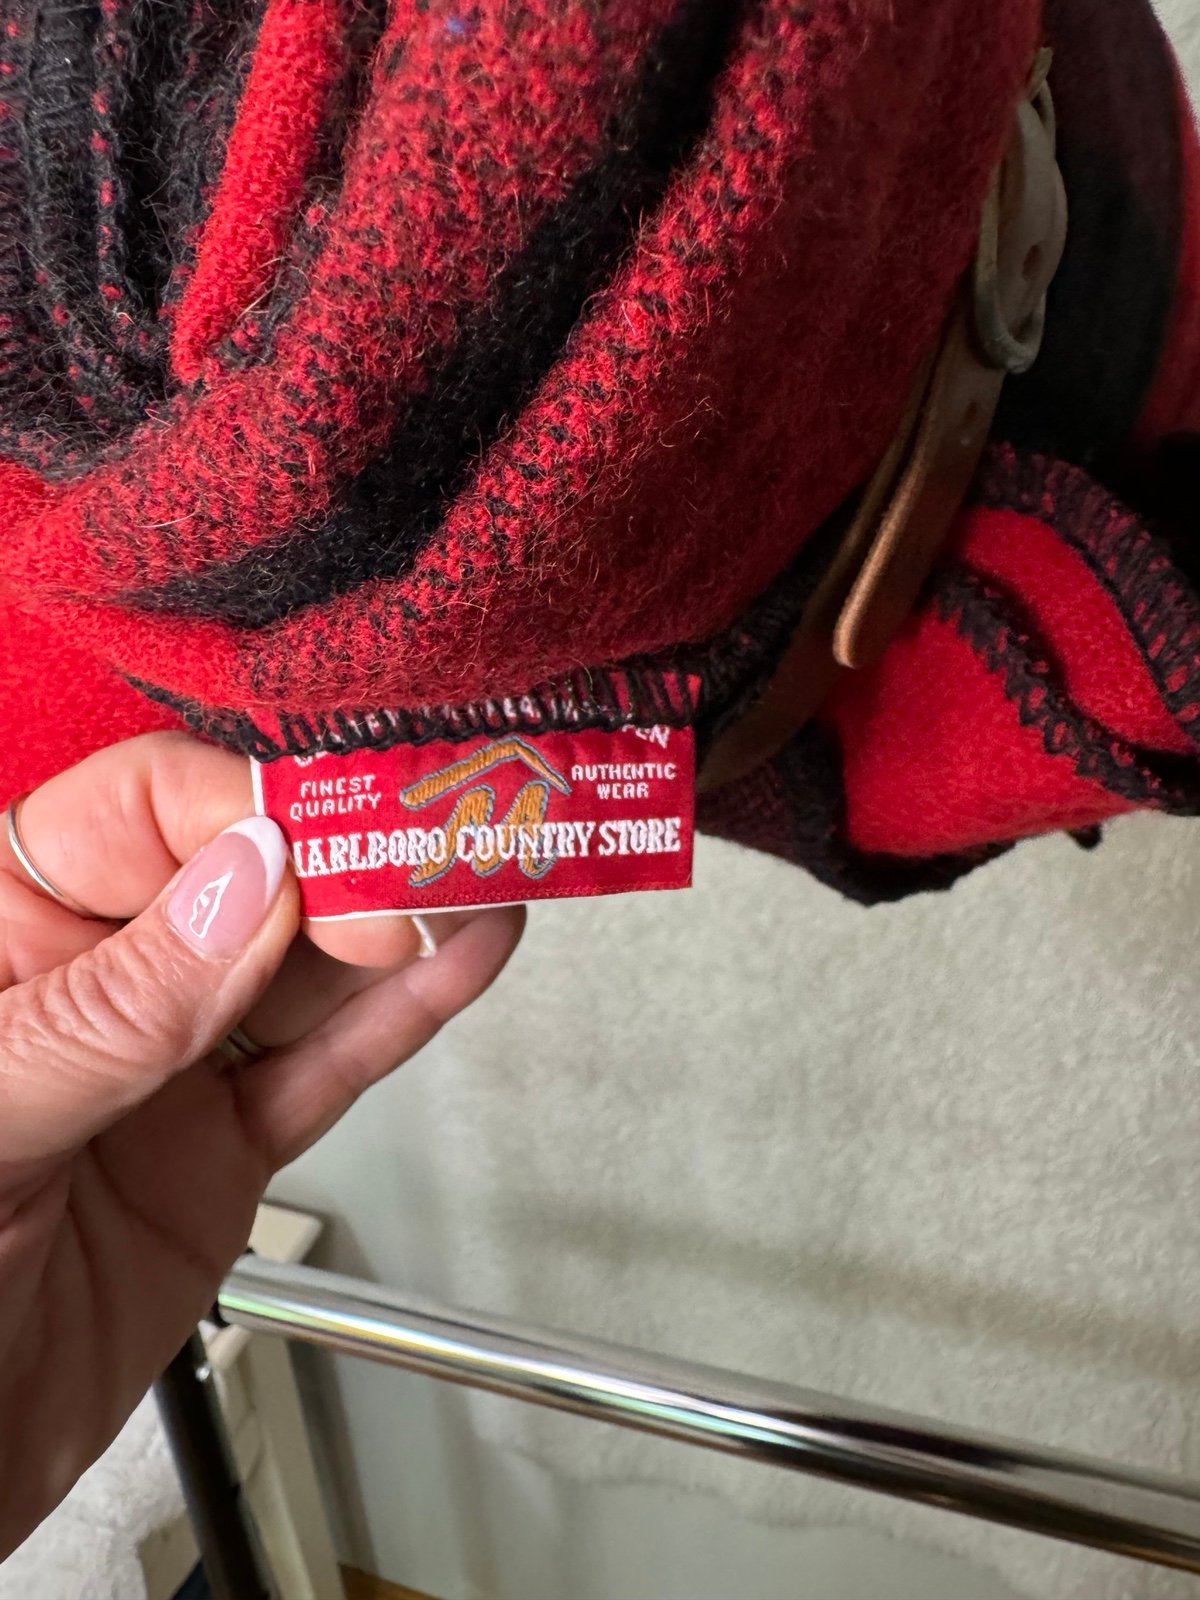 FINEST
QUALITY
AUTHENTIC
WEAR
MARLBORO COUNTRY STORE